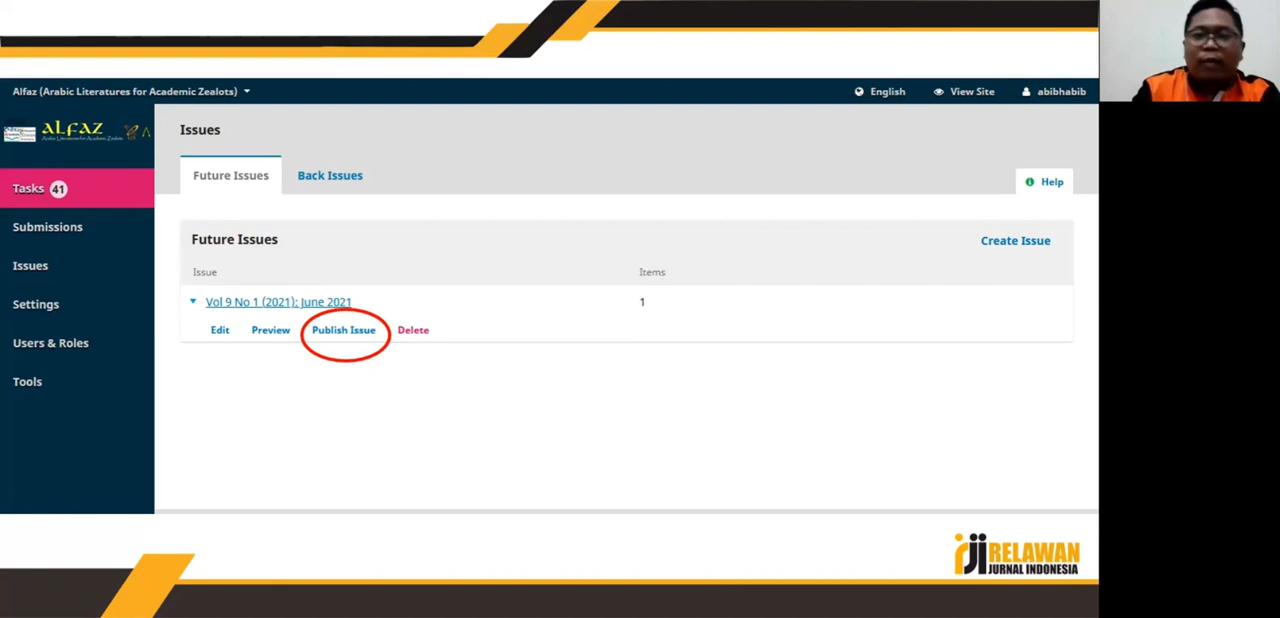 Alfaz (Arabic Literatures for Academic Zealots)
English
View Site
abibhabib
ALFAZ
Issues
Future Issues
Back Issues
Help
Tasks 41
Submissions
Issues
Settings
Users & Roles
Tools
Future Issues
Create Issue
Issue
Items
Vol 9 No 1 (2021): June 2021
1
Edit
Preview
Publish Issue
Delete
rji RELAWAN
JURNAL INDONESIA